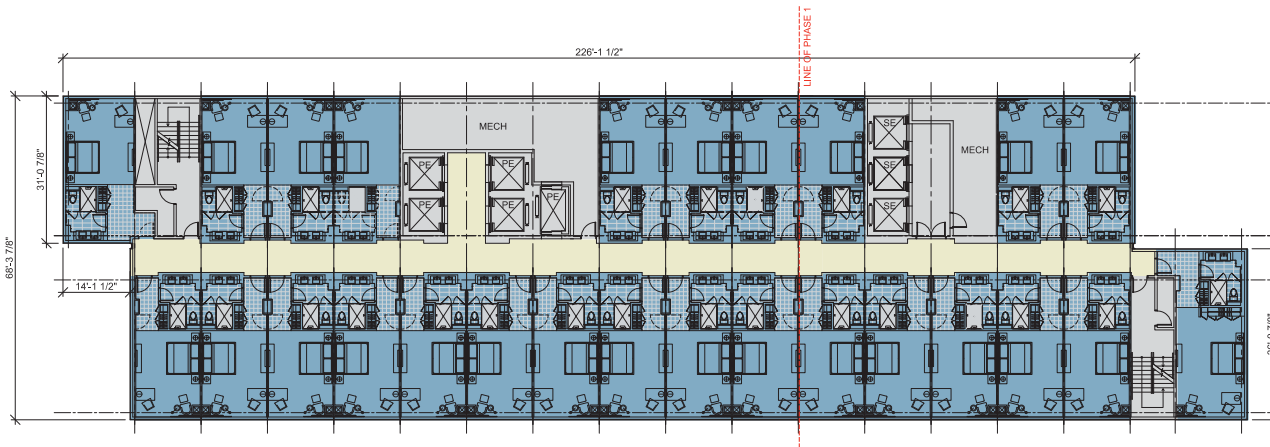 LINE OF PHASE 1
226'-1 1/2"
MECH
SE
PE
PE
SE
MECH
31'-0 7/8"
PE
PE
PE
SE
68'-3 7/8"
14'-1 1/2"